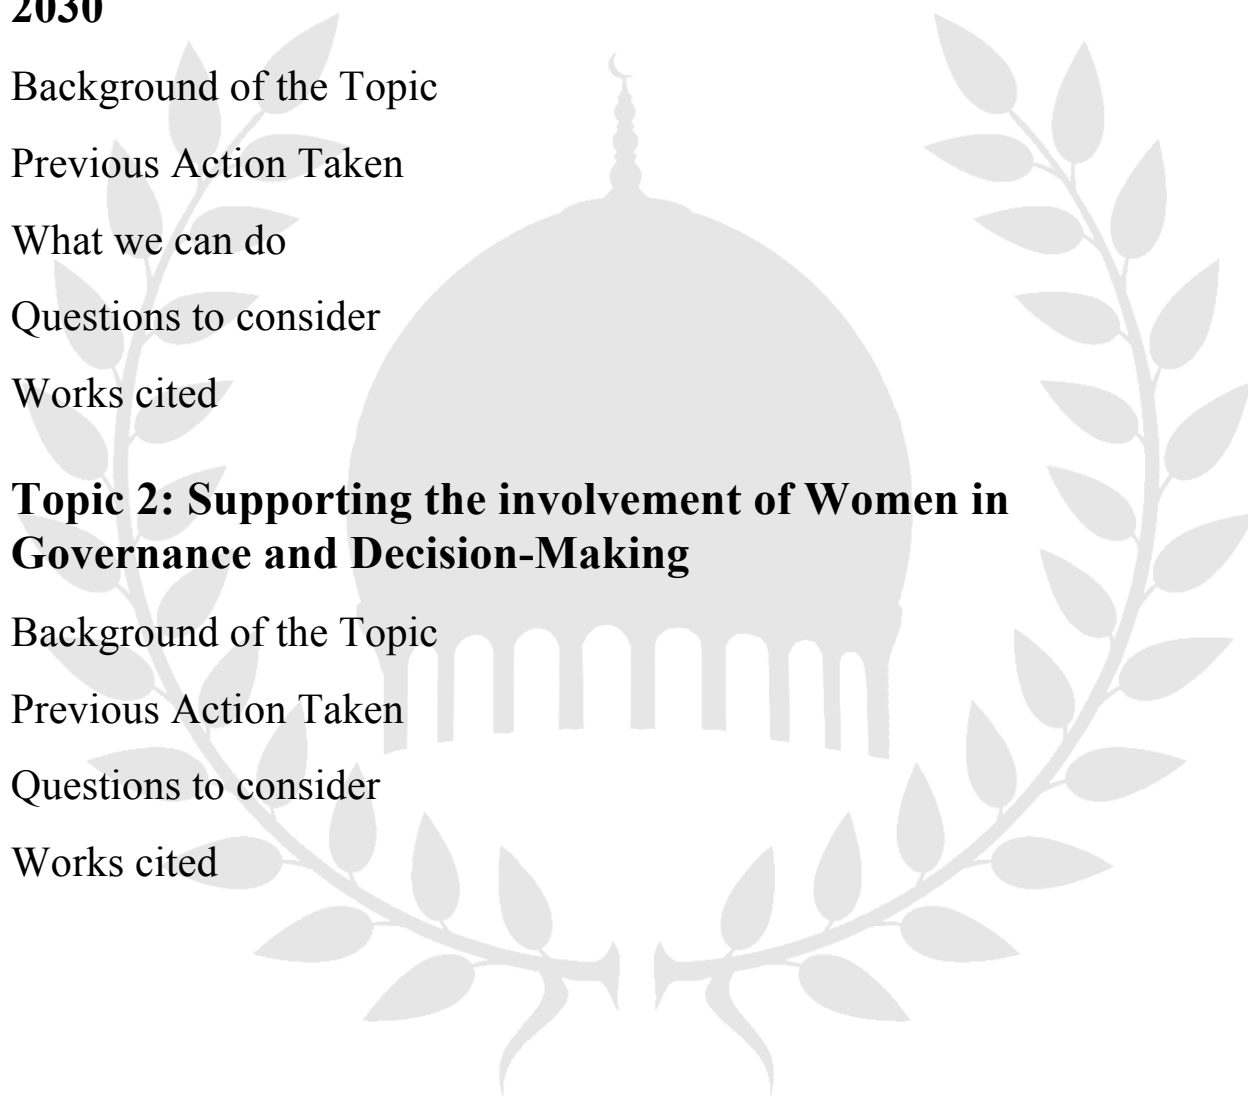 2030
Background of the Topic
Previous Action Taken
What we can do
Questions to consider
Works cited
Topic 2: Supporting the involvement of Women in
Governance and Decision-Making
Background of the Topic
Previous Action Taken
Questions to consider
Works cited